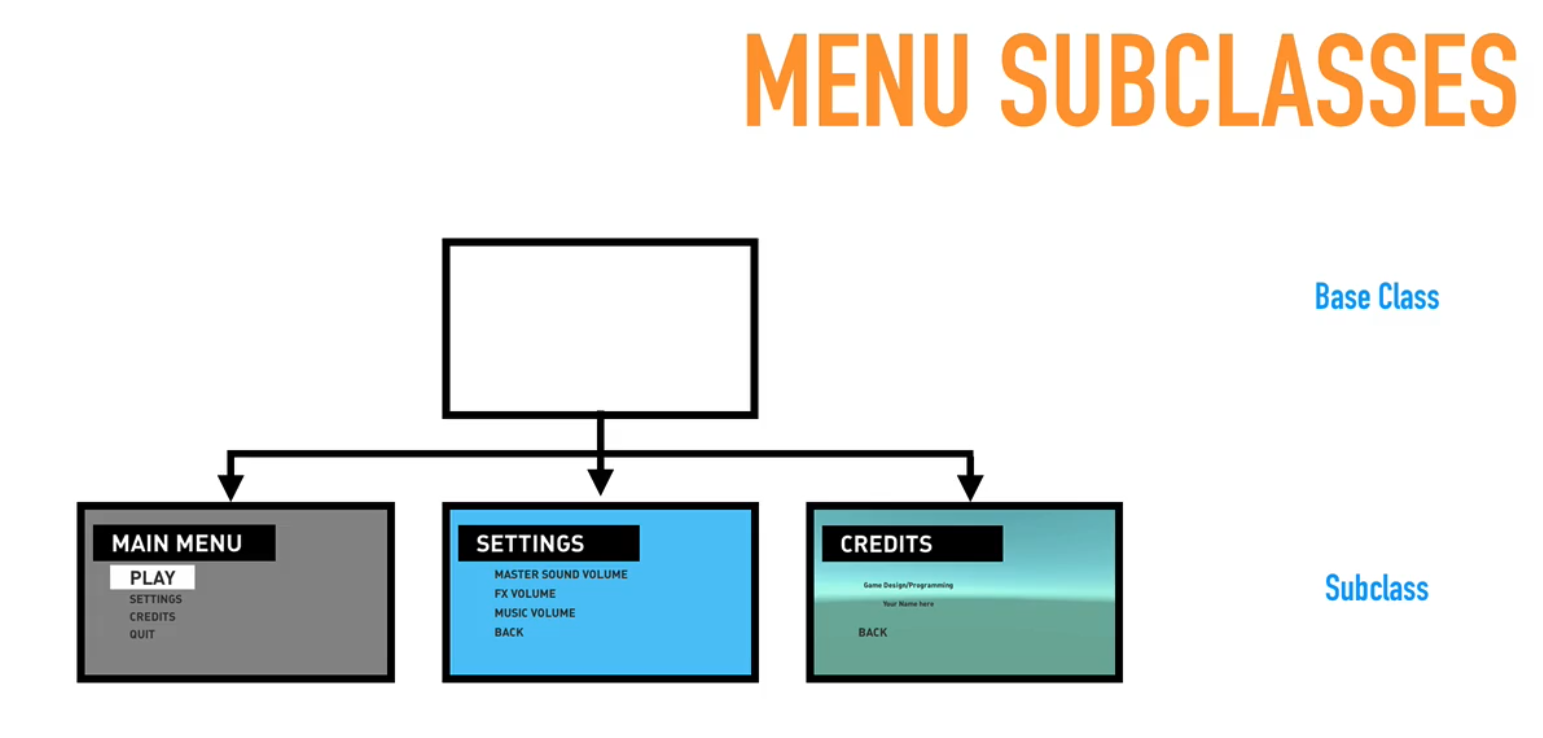 MENU SUBCLASSES
Base Class
MAIN MENU
PLAY
SETTINGS
CREDITS
QUIT
SETTINGS
MASTER SOUND VOLUME
FX VOLUME
MUSIC VOLUME
BACK
CREDITS
Game Design/Programming
Your Name here
BACK
Subclass